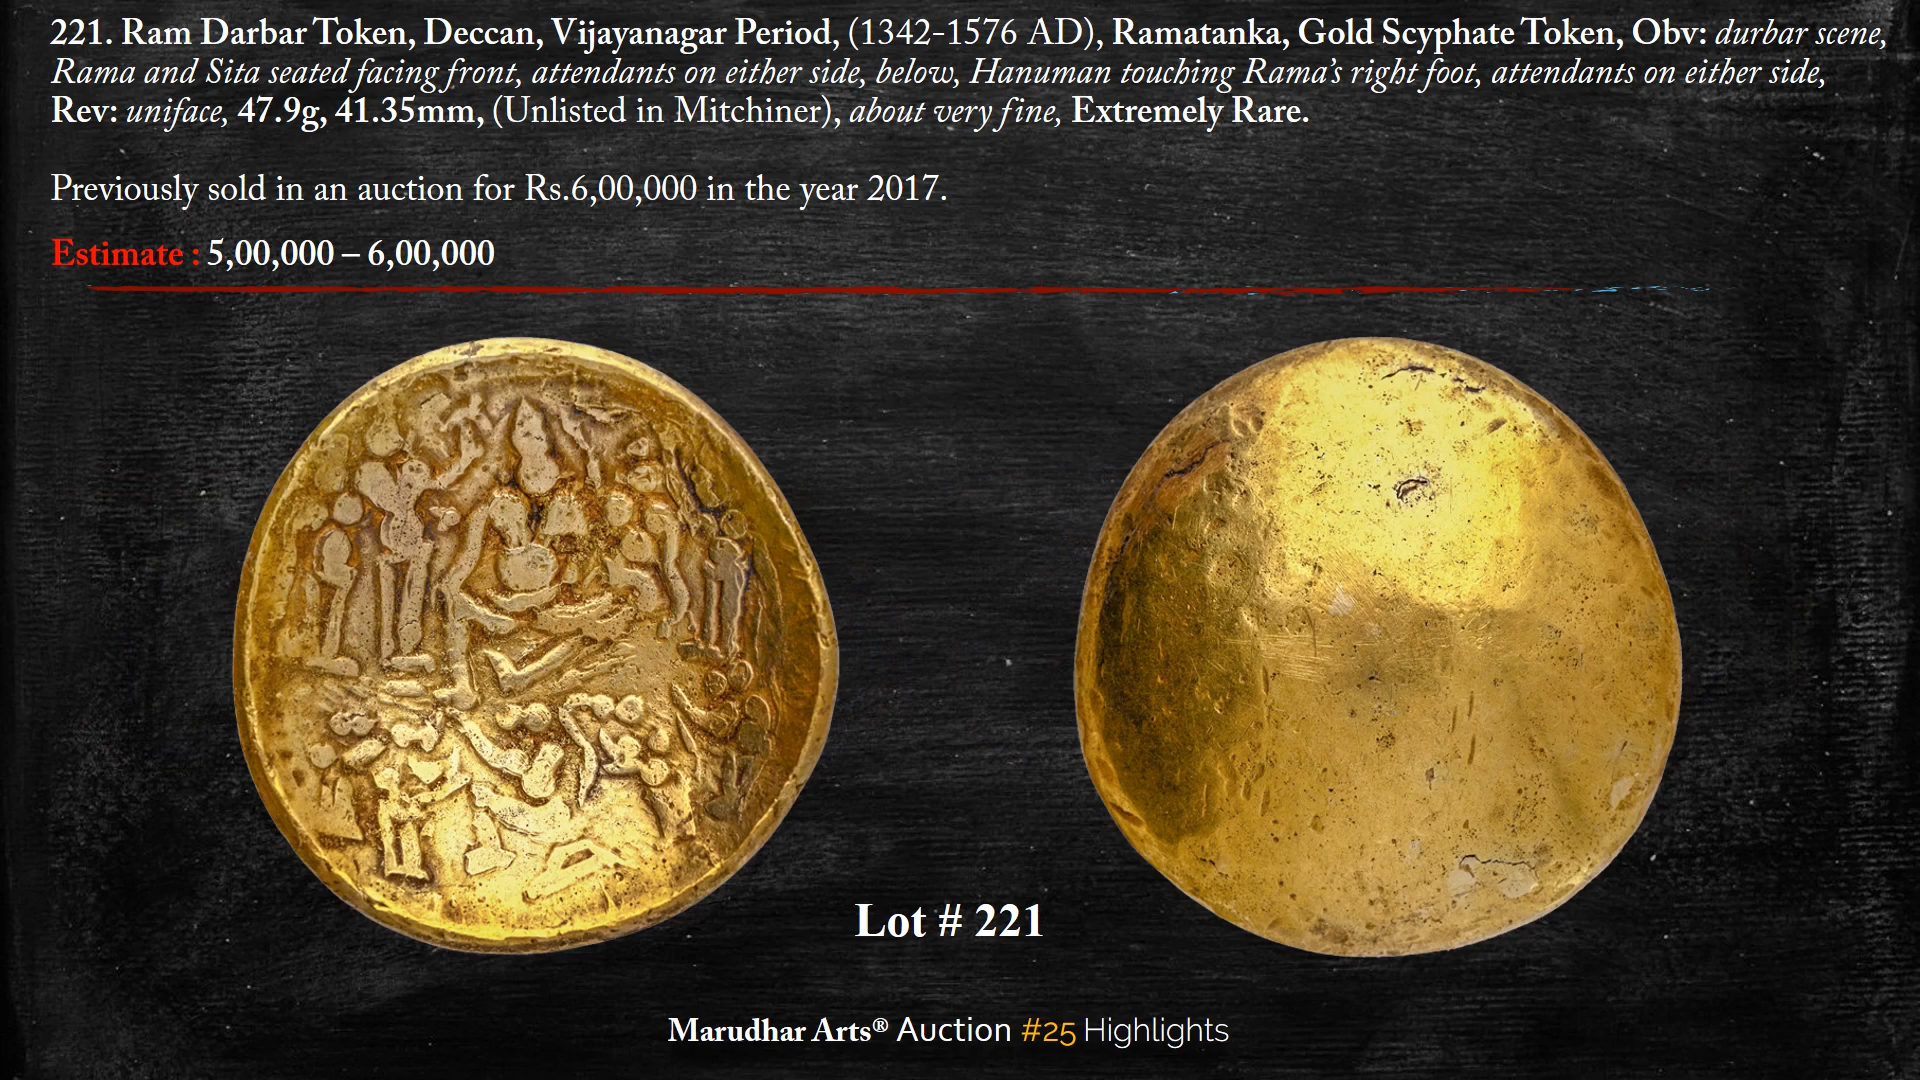 221. Ram Darbar Token, Deccan, Vijayanagar Period, (1342-1576 AD), Ramatanka, Gold Scyphate Token, Obv: durbar scene,
Rama and Sita seated facing front, attendants on either side, below, Hanuman touching Rama's right foot, attendants on either side,
Rev: uniface, 47.9g, 41.35mm, (Unlisted in Mitchiner), about very fine, Extremely Rare.
Previously sold in an auction for Rs.6,00,000 in the year 2017.
Estimate : 5,00,000 – 6,00,000
Lot # 221
Marudhar Arts® Auction #25 Highlights